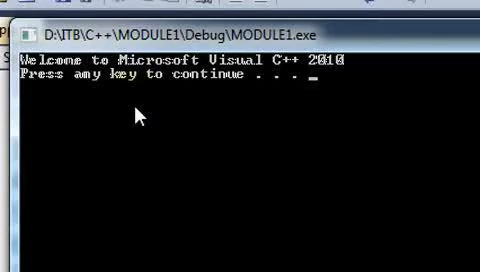 D:\ITB\C++\MODULE1\Debug\MODULE1.exe
Welcome to Microsoft Visual C++ 2010
Press any key to continue . . . _